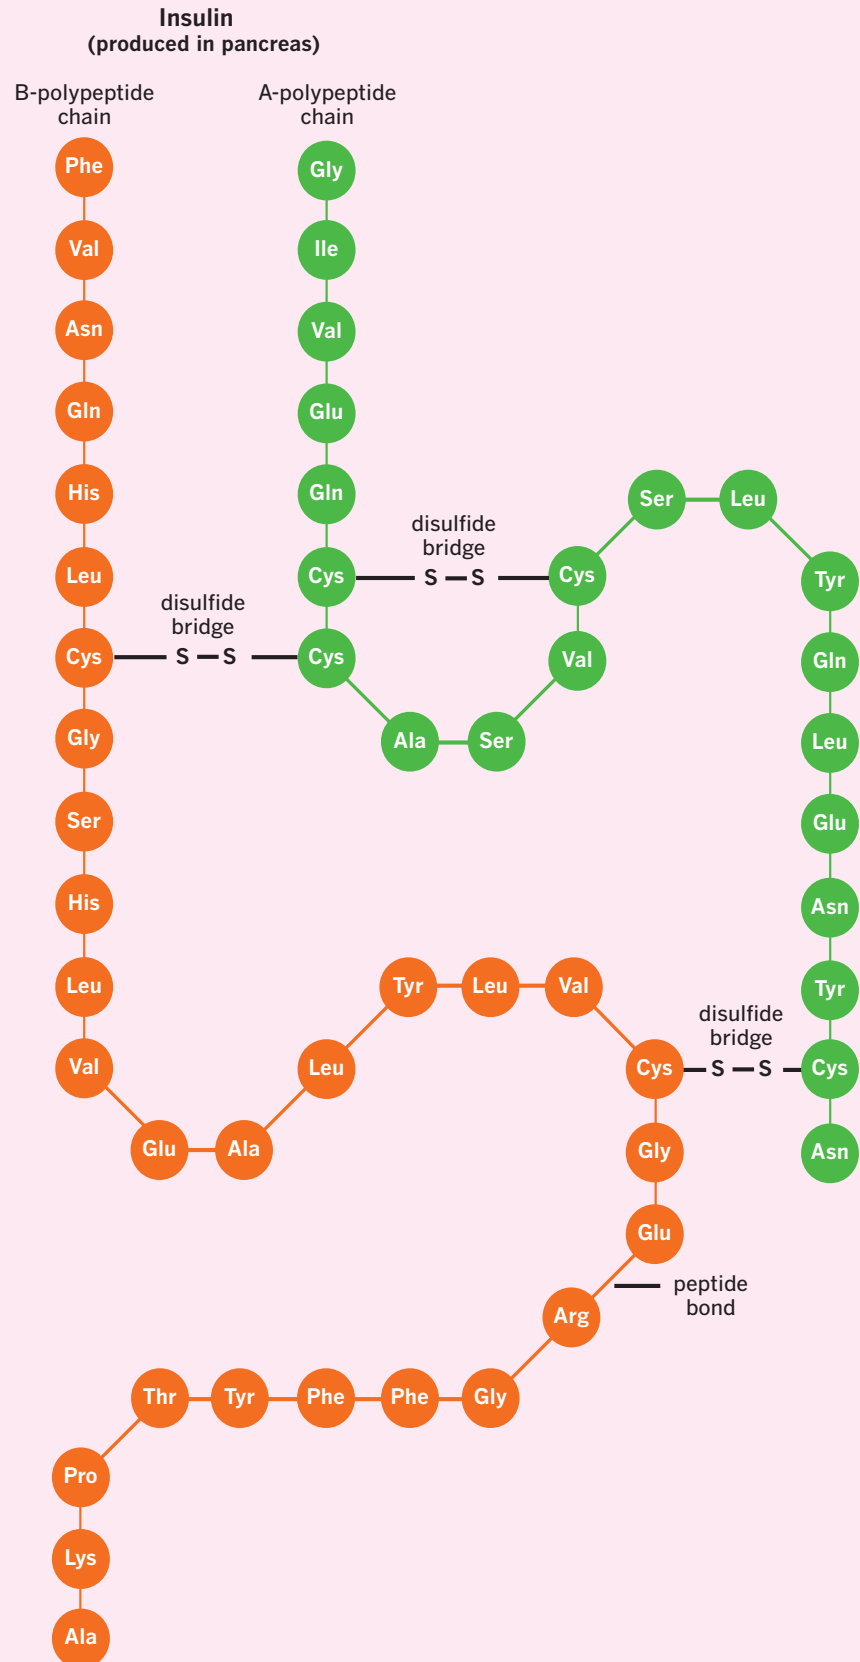 Insulin
(produced in pancreas)
B-polypeptide
chain
A-polypeptide
chain
Phe
Val
Asn
Gln
His
Leu
Cys
Gly
Ser
His
Leu
Val
Glu
Ala
Leu
Tyr
Leu
Val
Cys
Gly
Glu
Arg
Gly
Phe
Phe
Tyr
Thr
Pro
Lys
Ala
Gly
Ile
Val
Glu
Gln
Cys
Cys
Ala
Ser
Val
Cys
Ser
Leu
Tyr
Gln
Leu
Glu
Asn
Tyr
Cys
Asn
disulfide
bridge
S S
disulfide
bridge
S S
disulfide
bridge
S S
peptide
bond